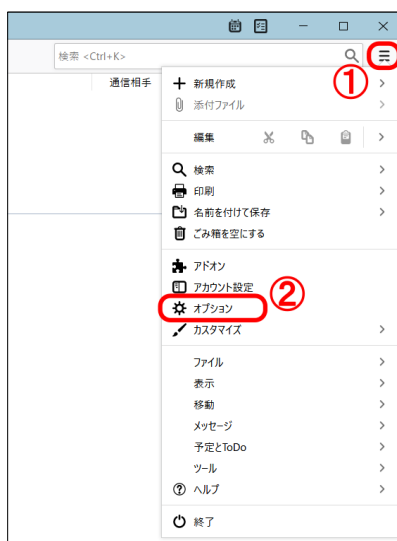 検索 <Ctrl+K>
①
通信相手
新規作成
添付ファイル
編集
検索
印刷
名前を付けて保存
ごみ箱を空にする
アドオン
アカウント設定
オプション
②
カスタマイズ
ファイル
表示
移動
メッセージ
予定とToDo
ツール
ヘルプ
終了